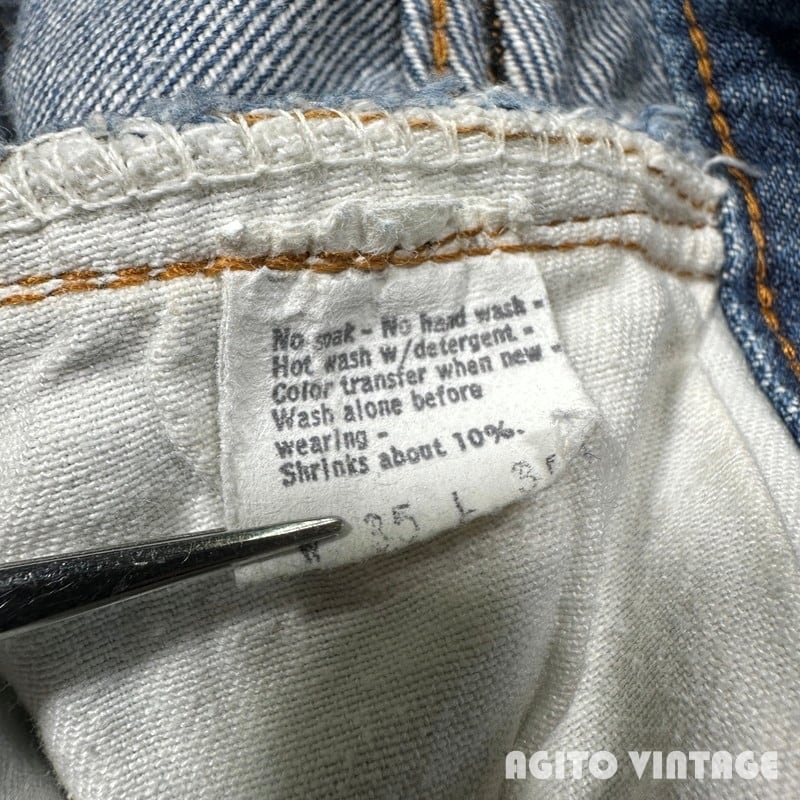 No soak - No hand wash -
Hot wash w/detergent. -
Color transfer when new -
Wash alone before
wearing -
Shrinks about 10%.
W 35 L
AGITO VINTAGE